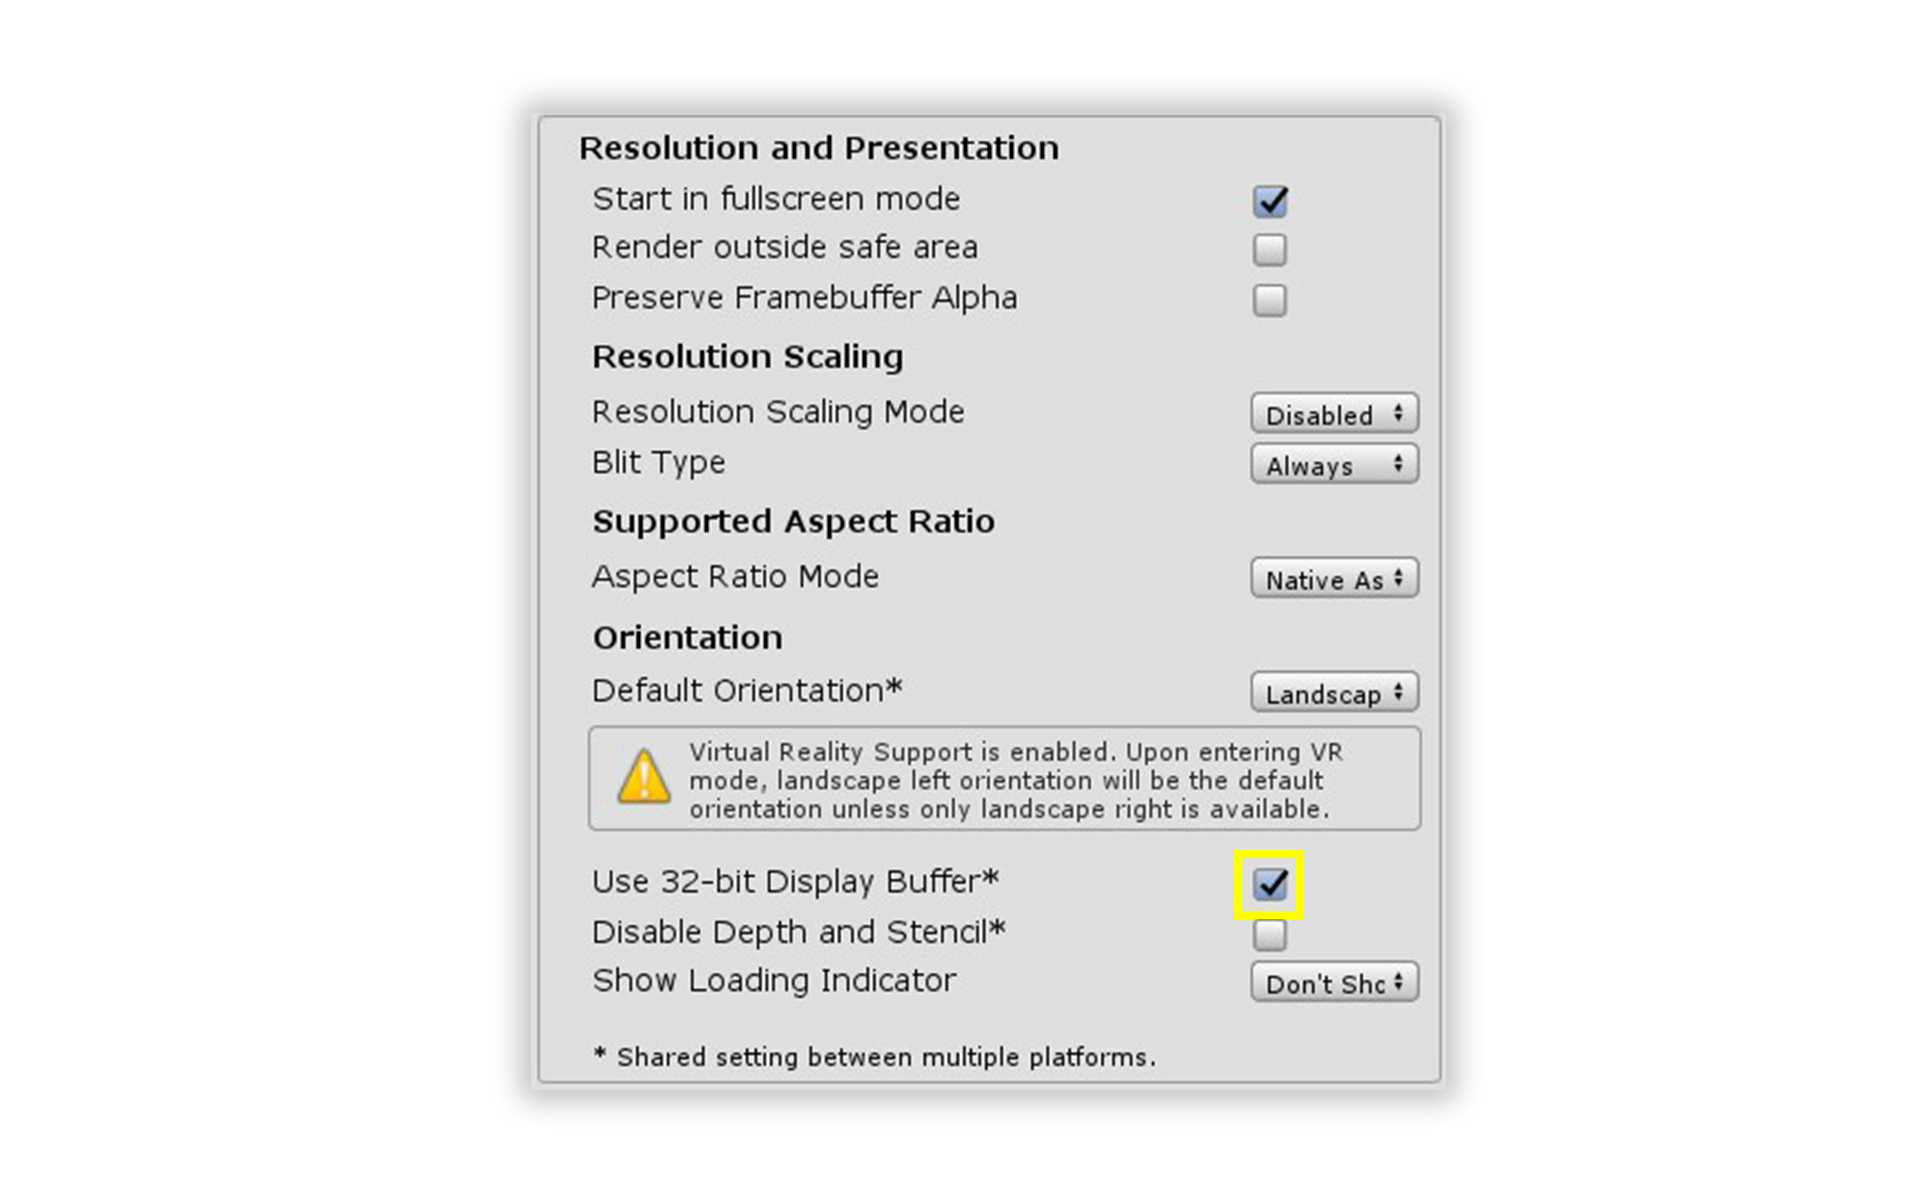 Resolution and Presentation
Start in fullscreen mode
Render outside safe area
Preserve Framebuffer Alpha
Resolution Scaling
Resolution Scaling Mode Disabled
Blit Type Always
Supported Aspect Ratio
Aspect Ratio Mode Native As
Orientation
Default Orientation* Landscap
Virtual Reality Support is enabled. Upon entering VR
mode, landscape left orientation will be the default
orientation unless only landscape right is available.
Use 32-bit Display Buffer*
Disable Depth and Stencil*
Show Loading Indicator Don't Sho
* Shared setting between multiple platforms.